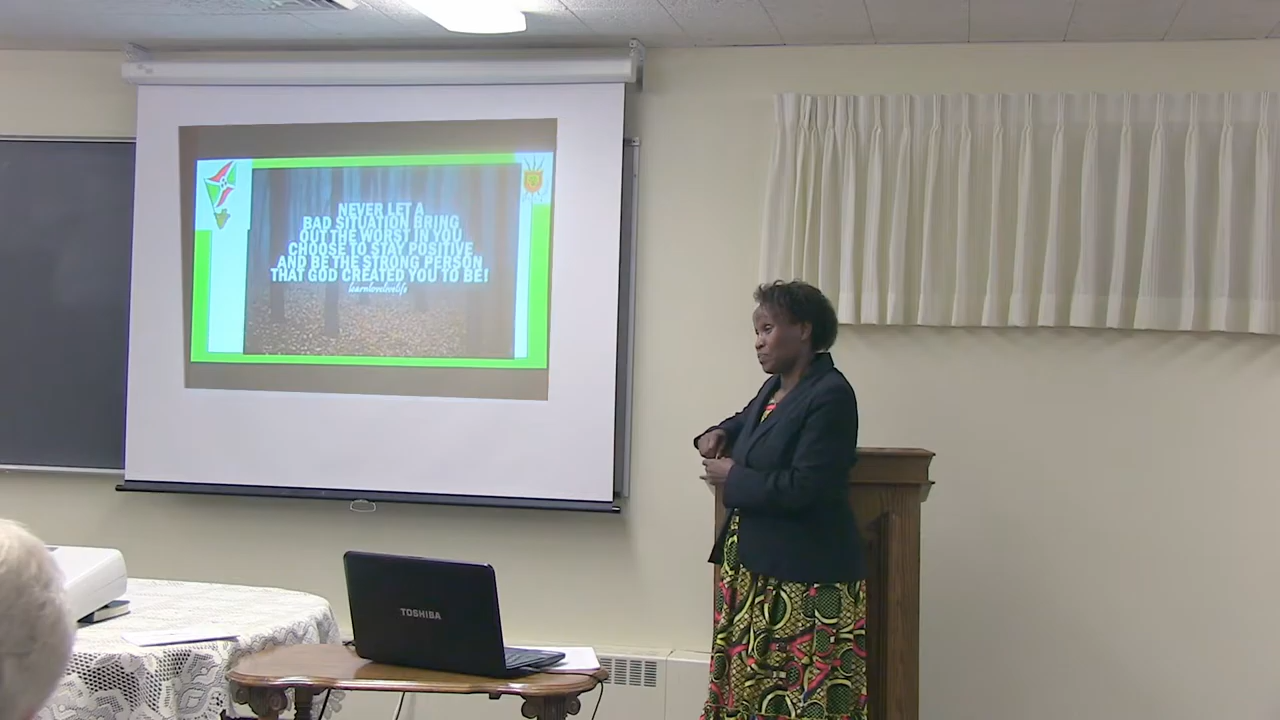 NEVER LET A
BAD SITUATION BRING
OUT THE WORST IN YOU.
CHOOSE TO STAY POSITIVE
AND BE THE STRONG PERSON
THAT GOD CREATED YOU TO BE!
learnlovelivelife
TOSHIBA